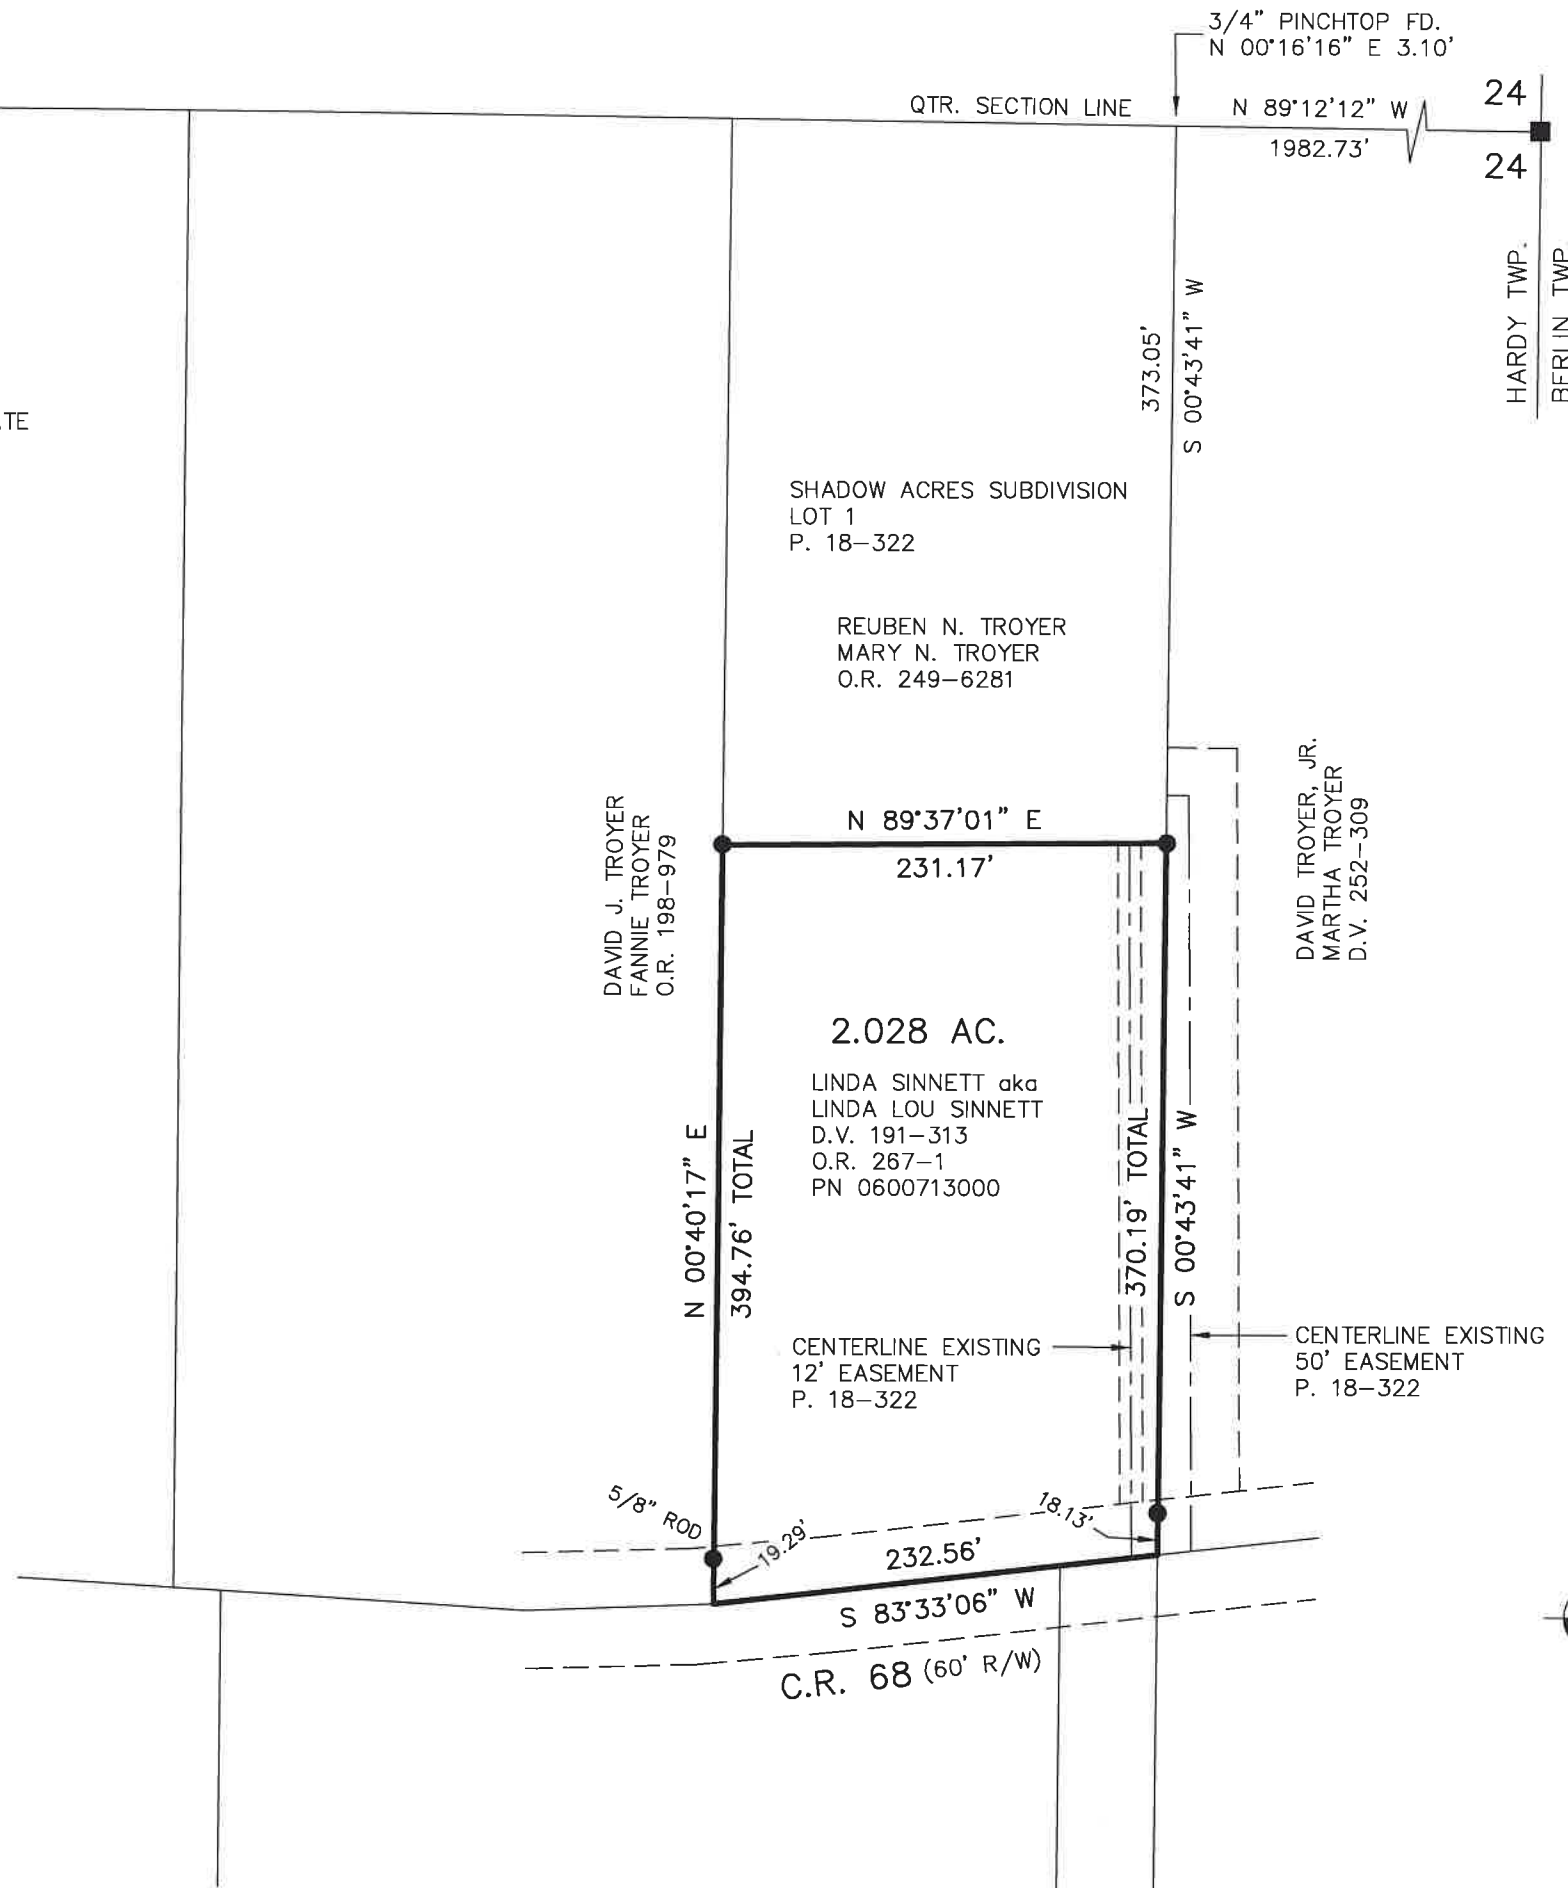 3/4" PINCHTOP FD.
N 00°16'16" E 3.10'
QTR. SECTION LINE
N 89°12'12" W
1982.73'
24
24
HARDY TWP.
BERLIN TWP.
373.05'
S 00°43'41" W
SHADOW ACRES SUBDIVISION
LOT 1
P. 18-322
REUBEN N. TROYER
MARY N. TROYER
O.R. 249-6281
DAVID J. TROYER
FANNIE TROYER
O.R. 198-979
N 89°37'01" E
231.17'
DAVID TROYER, JR.
MARTHA TROYER
D.V. 252-309
2.028 AC.
LINDA SINNETT aka
LINDA LOU SINNETT
D.V. 191-313
O.R. 267-1
PN 0600713000
N 00°40'17" E
394.76' TOTAL
370.19' TOTAL
S 00°43'41" W
CENTERLINE EXISTING
12' EASEMENT
P. 18-322
CENTERLINE EXISTING
50' EASEMENT
P. 18-322
5/8" ROD
19.29'
18.13'
232.56'
S 83°33'06" W
C.R. 68 (60' R/W)